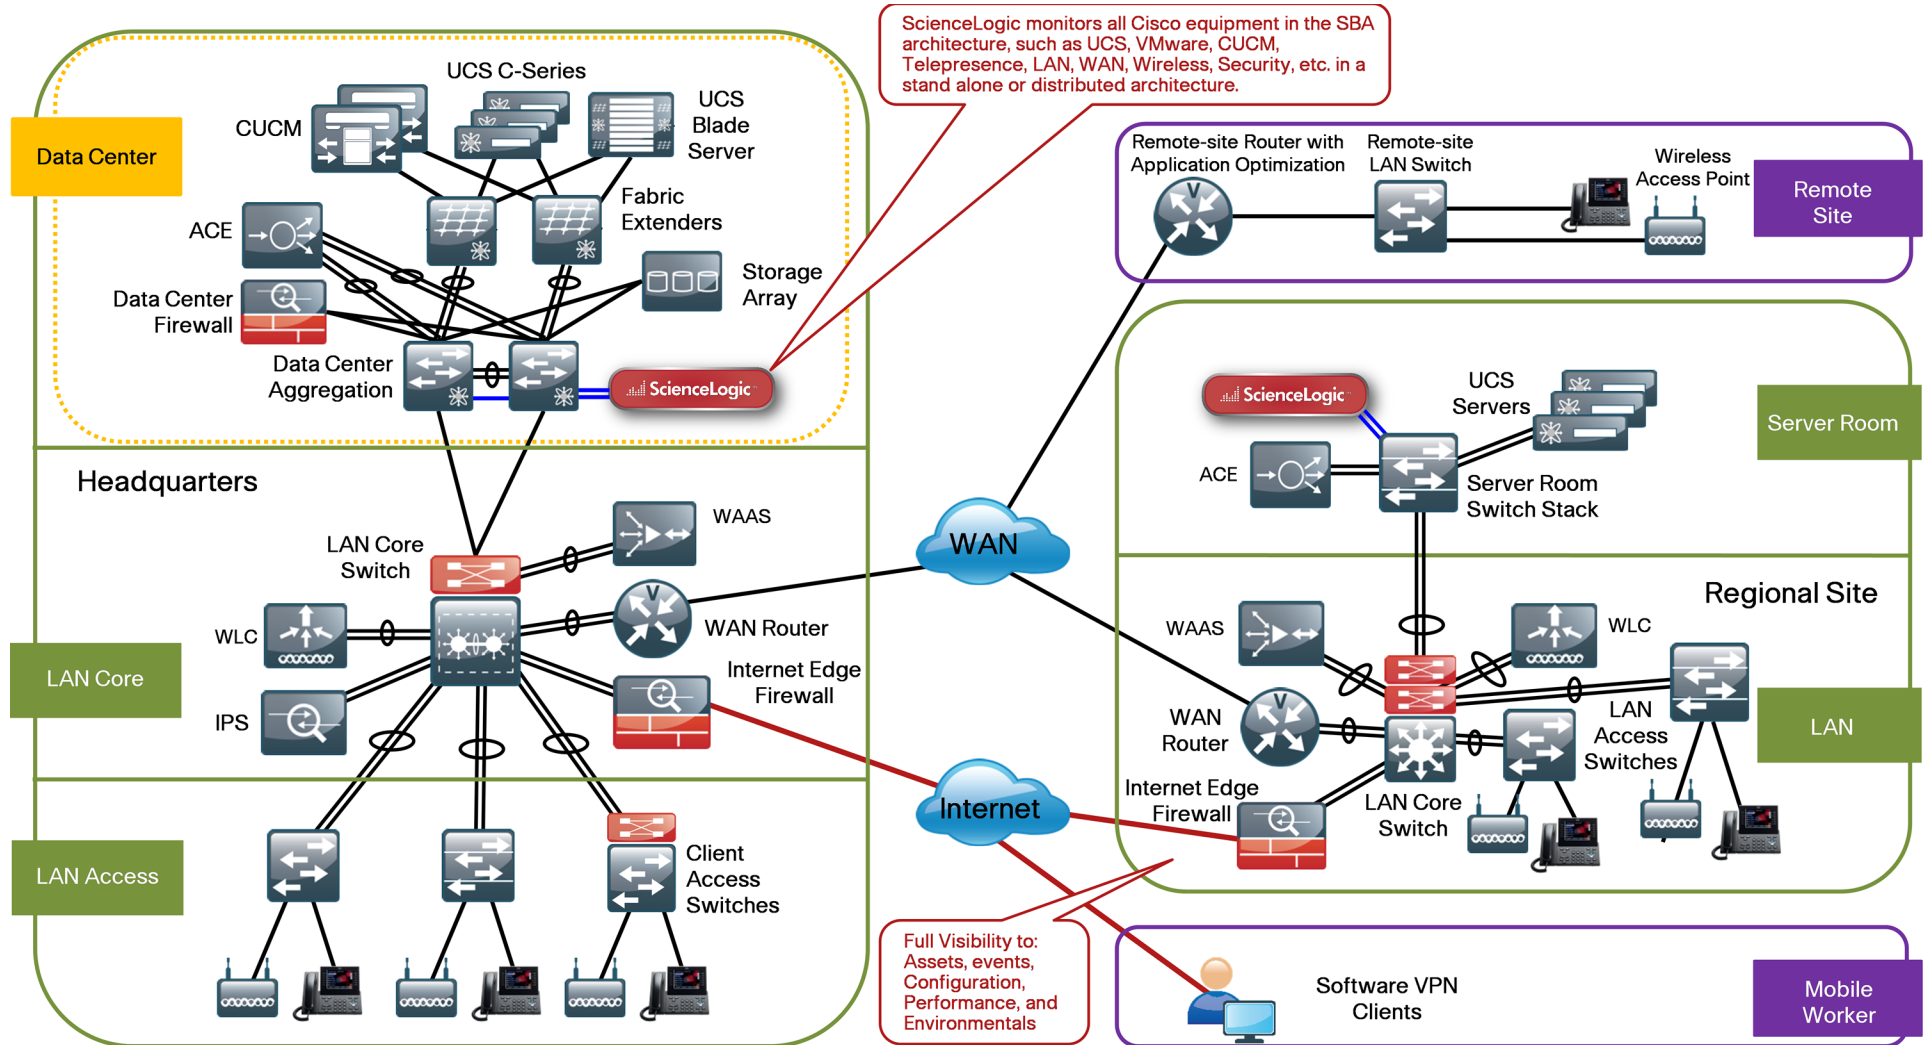 ScienceLogic monitors all Cisco equipment in the SBA
architecture, such as UCS, VMware, CUCM,
Telepresence, LAN, WAN, Wireless, Security, etc. in a
stand alone or distributed architecture.
Data Center
UCS C-Series
CUCM
UCS
Blade
Server
ACE
Fabric
Extenders
Data Center
Firewall
Storage
Array
Data Center
Aggregation
ScienceLogic
Headquarters
LAN Core
Switch
WAAS
WLC
V
WAN Router
LAN Core
IPS
Internet Edge
Firewall
LAN Access
Client
Access
Switches
WAN
Internet
Remote-site Router with
Application Optimization
Remote-site
LAN Switch
Wireless
Access Point
V
Remote
Site
ScienceLogic
UCS
Servers
Server Room
ACE
Server Room
Switch Stack
Regional Site
WAAS
WLC
V
WAN
Router
LAN
Access
Switches
LAN
Internet Edge
Firewall
LAN Core
Switch
Full Visibility to:
Assets, events,
Configuration,
Performance, and
Environmentals
Software VPN
Clients
Mobile
Worker